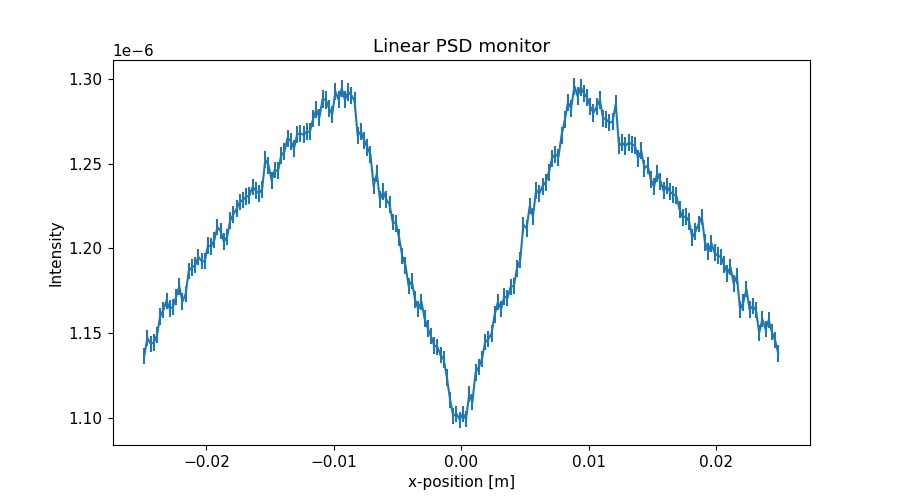 Linear PSD monitor
1e−6
1.30
1.25
1.20
1.15
1.10
Intensity
−0.02 −0.01 0.00 0.01 0.02
x-position [m]